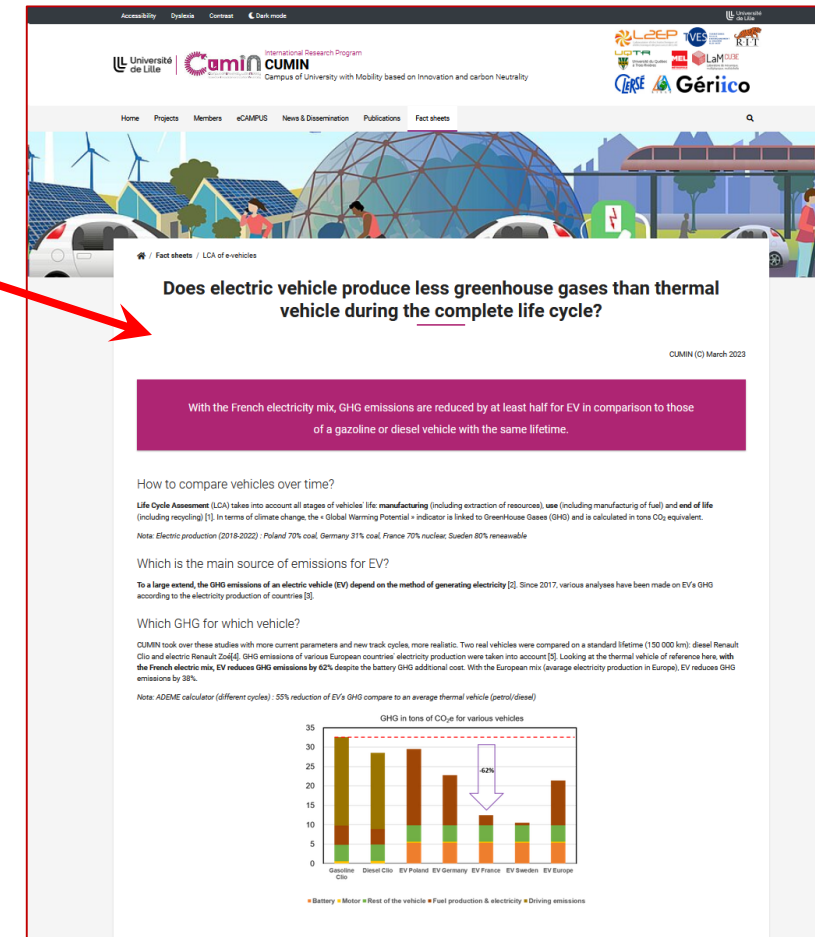 Accessibility Dyslexia Contrast Dark mode
Université de Lille
Université
de Lille
Camin
International Research Program
CUMIN
Campus of University with Mobility based on Innovation and carbon Neutrality
L2EP TVES RIT
UQTR MEL LaMcube
CLERSE Gériico
Home Projects Members eCAMPUS News & Dissemination Publications Fact sheets
/ Fact sheets / LCA of e-vehicles
Does electric vehicle produce less greenhouse gases than thermal
vehicle during the complete life cycle?
CUMIN (C) March 2023
With the French electricity mix, GHG emissions are reduced by at least half for EV in comparison to those
of a gazoline or diesel vehicle with the same lifetime.
How to compare vehicles over time?
Life Cycle Assesment (LCA) takes into account all stages of vehicles' life: manufacturing (including extraction of resources), use (including manufacturig of fuel) and end of life
(including recycling) [1]. In terms of climate change, the « Global Warming Potential » indicator is linked to GreenHouse Gases (GHG) and is calculated in tons CO₂ equivalent.
Nota: Electric production (2018-2022) : Poland 70% coal, Germany 31% coal, France 70% nuclear, Sueden 80% reneawable
Which is the main source of emissions for EV?
To a large extend, the GHG emissions of an electric vehicle (EV) depend on the method of generating electricity [2]. Since 2017, various analyses have been made on EV's GHG
according to the electricity production of countries [3].
Which GHG for which vehicle?
CUMIN took over these studies with more current parameters and new track cycles, more realistic. Two real vehicles were compared on a standard lifetime (150 000 km): diesel Renault
Clio and electric Renault Zoé[4]. GHG emissions of various European countries' electricity production were taken into account [5]. Looking at the thermal vehicle of reference here, with
the French electric mix, EV reduces GHG emissions by 62% despite the battery GHG additional cost. With the European mix (avarage electricity production in Europe), EV reduces GHG
emissions by 38%.
Nota: ADEME calculator (different cycles) : 55% reduction of EV's GHG compare to an average thermal vehicle (petrol/diesel)
GHG in tons of CO₂e for various vehicles
35
30
25
20
15
10
5
0
-62%
Gasoline Clio Diesel Clio EV Poland EV Germany EV France EV Sweden EV Europe
Battery Motor Rest of the vehicle Fuel production & electricity Driving emissions